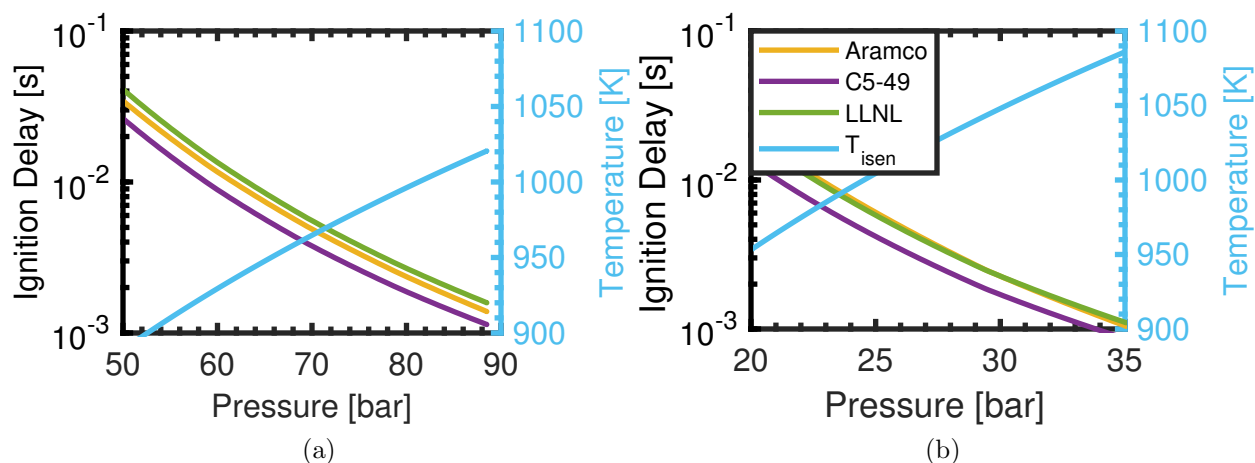 10^-1
10^-2
10^-3
Ignition Delay [s]
50
60
70
80
90
Pressure [bar]
1100
1050
1000
950
900
Temperature [K]
(a)
10^-1
10^-2
10^-3
Ignition Delay [s]
Aramco
C5-49
LLNL
T_isen
20
25
30
35
Pressure [bar]
1100
1050
1000
950
900
Temperature [K]
(b)